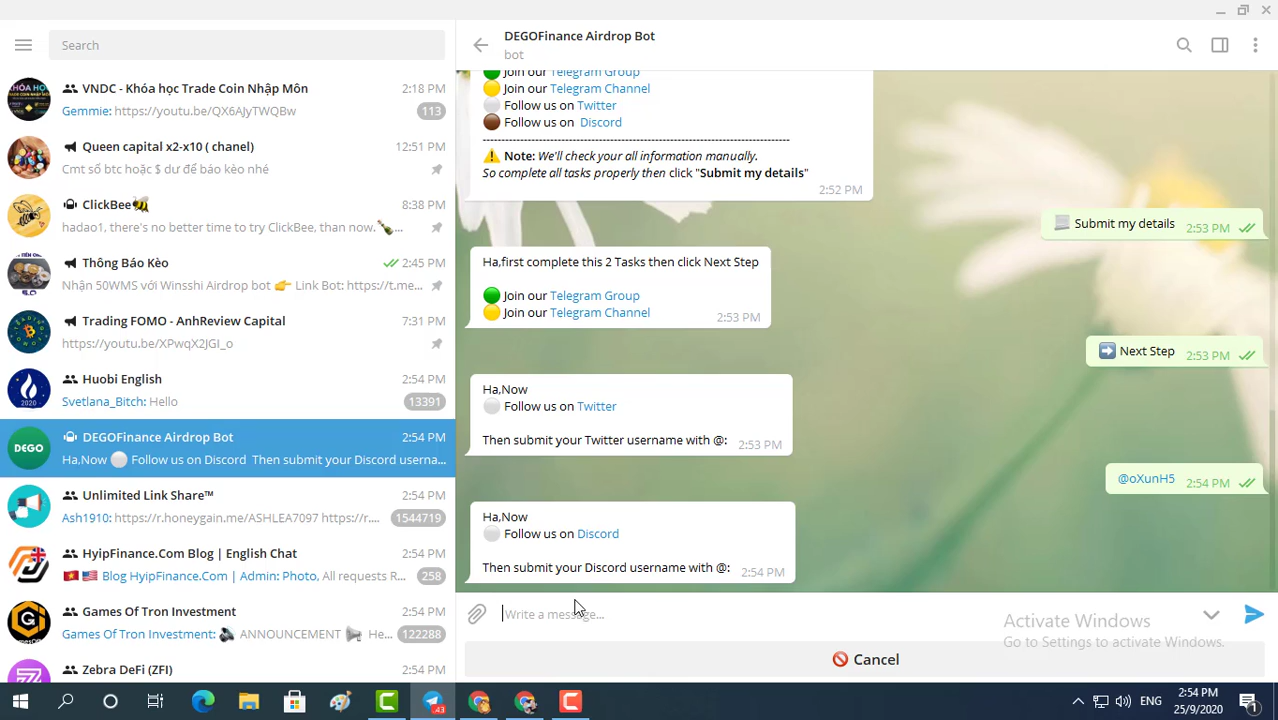 Search
VNDC - Khóa học Trade Coin Nhập Môn 2:18 PM
Gemmie: https://youtu.be/QX6AJyTWQBw 113
Queen capital x2-x10 ( chanel) 12:51 PM
Cmt số btc hoặc $ dư để báo kèo nhé
ClickBee 8:38 PM
hadao1, there's no better time to try ClickBee, than now. ...
Thông Báo Kèo 2:45 PM
Nhận 50WMS với Winsshi Airdrop bot 👉 Link Bot: https://t.me...
Trading FOMO - AnhReview Capital 7:31 PM
https://youtu.be/XPwqX2JGI_o
Huobi English 2:54 PM
Svetlana_Bitch: Hello 13391
DEGO
DEGOFinance Airdrop Bot 2:54 PM
Ha,Now Follow us on Discord Then submit your Discord userna...
Unlimited Link Share™ 2:54 PM
Ash1910: https://r.honeygain.me/ASHLEA7097 https://r.... 1544719
HyipFinance.Com Blog | English Chat 2:54 PM
Blog HyipFinance.Com | Admin: Photo, All requests R... 258
Games Of Tron Investment 2:54 PM
Games Of Tron Investment: ANNOUNCEMENT He... 122288
Zebra DeFi (ZFI) 2:54 PM
DEGOFinance Airdrop Bot
bot
Join our Telegram Group
Join our Telegram Channel
Follow us on Twitter
Follow us on Discord
----------------------------------------------------------------------
⚠️ Note: We'll check your all information manually.
So complete all tasks properly then click "Submit my details"
2:52 PM
Submit my details 2:53 PM
Ha,first complete this 2 Tasks then click Next Step
Join our Telegram Group
Join our Telegram Channel 2:53 PM
Next Step 2:53 PM
Ha,Now
Follow us on Twitter
Then submit your Twitter username with @: 2:53 PM
@oXunH5 2:54 PM
Ha,Now
Follow us on Discord
Then submit your Discord username with @: 2:54 PM
Write a message...
Activate Windows
Go to Settings to activate Windows.
Cancel
43
ENG
2:54 PM
25/9/2020
1